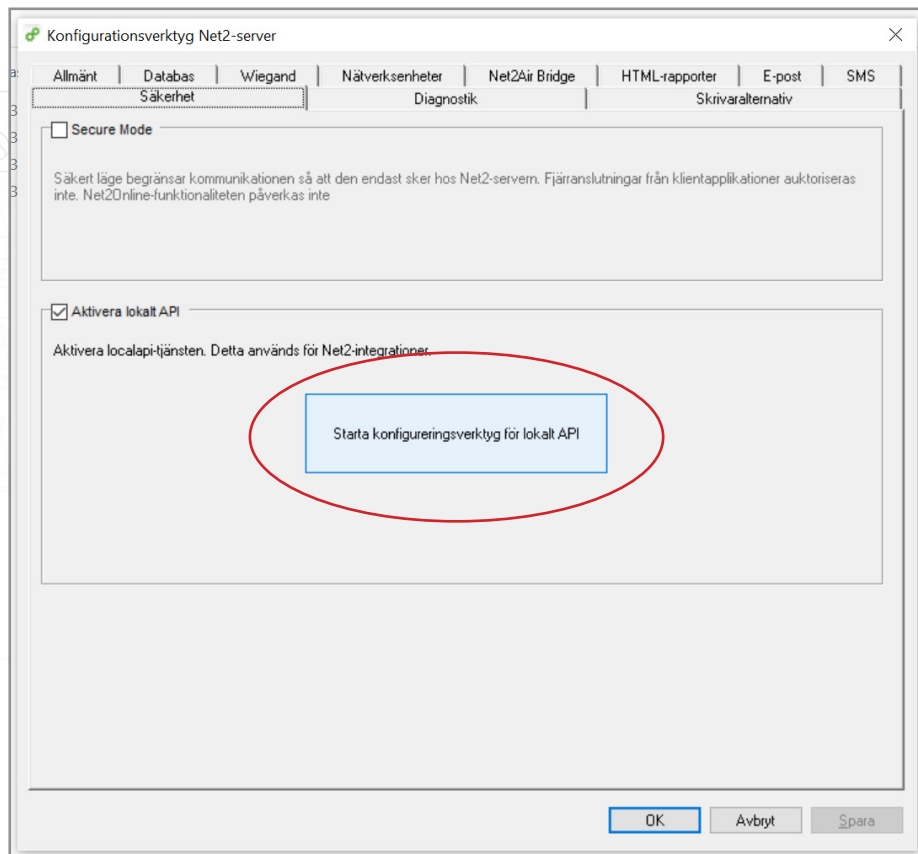 Konfigurationsverktyg Net2-server
Allmänt Databas Wiegand Nätverksenheter Net2Air Bridge HTML-rapporter E-post SMS
Säkerhet Diagnostik Skrivaralternativ
Secure Mode
Säkert läge begränsar kommunikationen så att den endast sker hos Net2-servern. Fjärranslutningar från klientapplikationer auktoriseras
inte. Net2Online-funktionaliteten påverkas inte
Aktivera lokalt API
Aktivera localapi-tjänsten. Detta används för Net2-integrationer.
Starta konfigureringsverktyg för lokalt API
OK Avbryt Spara